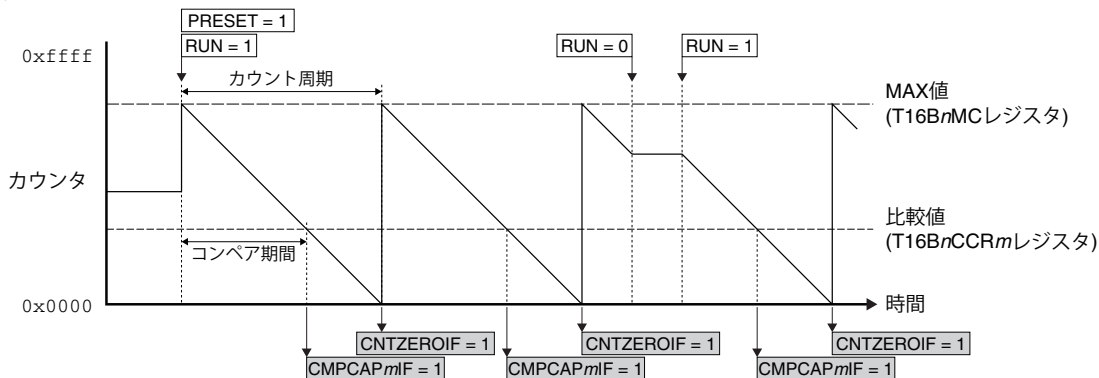 PRESET = 1
RUN = 1
RUN = 0
RUN = 1
0xffff
カウント周期
MAX値
(T16BnMCレジスタ)
カウンタ
比較値
(T16BnCCRmレジスタ)
コンペア期間
0x0000
時間
CNTZEROIF = 1
CNTZEROIF = 1
CNTZEROIF = 1
CMPCAPmIF = 1
CMPCAPmIF = 1
CMPCAPmIF = 1